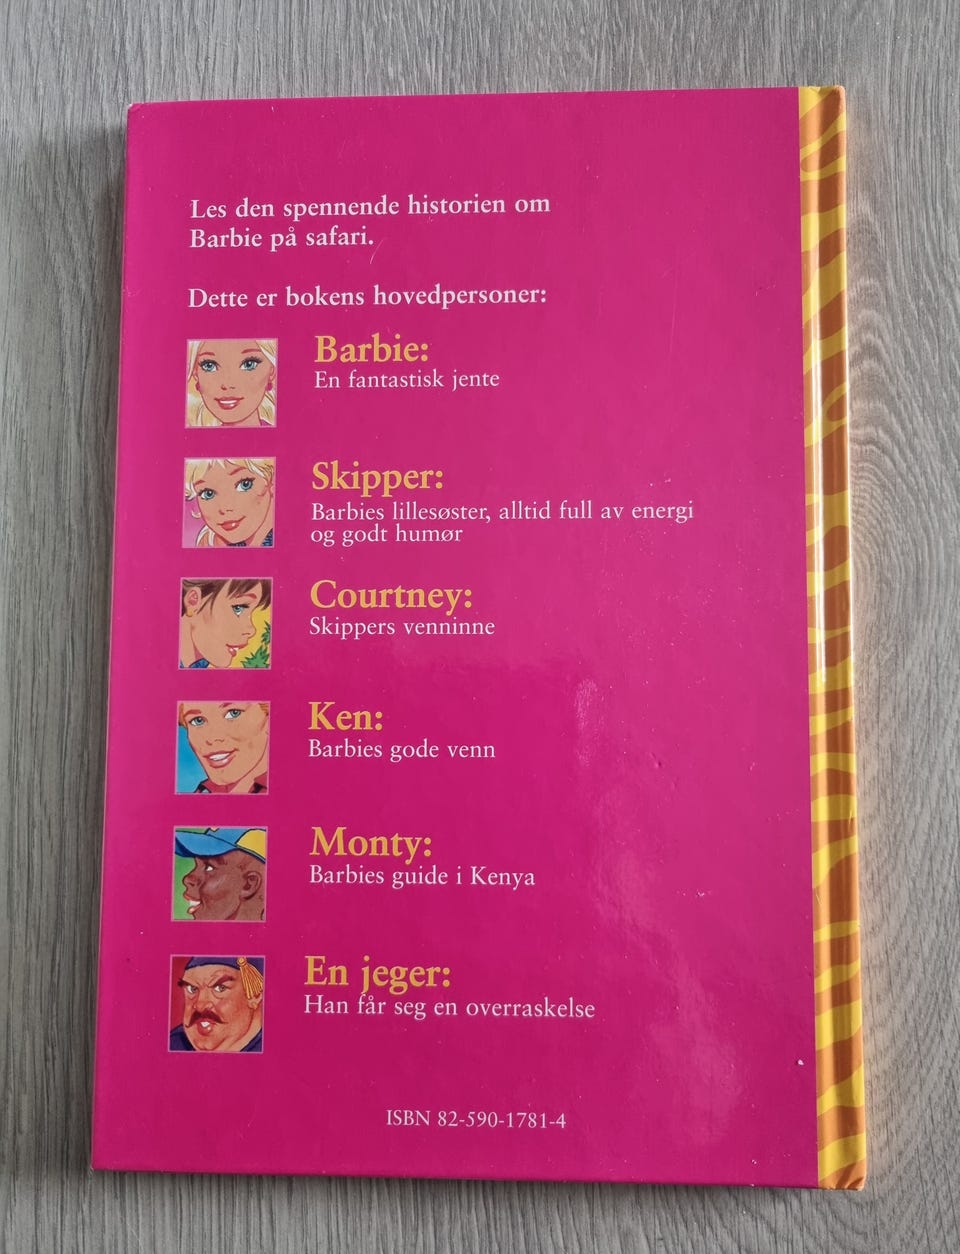 Les den spennende historien om
Barbie på safari.
Dette er bokens hovedpersoner:
Barbie:
En fantastisk jente
Skipper:
Barbies lillesøster, alltid full av energi
og godt humør
Courtney:
Skippers venninne
Ken:
Barbies gode venn
Monty:
Barbies guide i Kenya
En jeger:
Han får seg en overraskelse
ISBN 82-590-1781-4